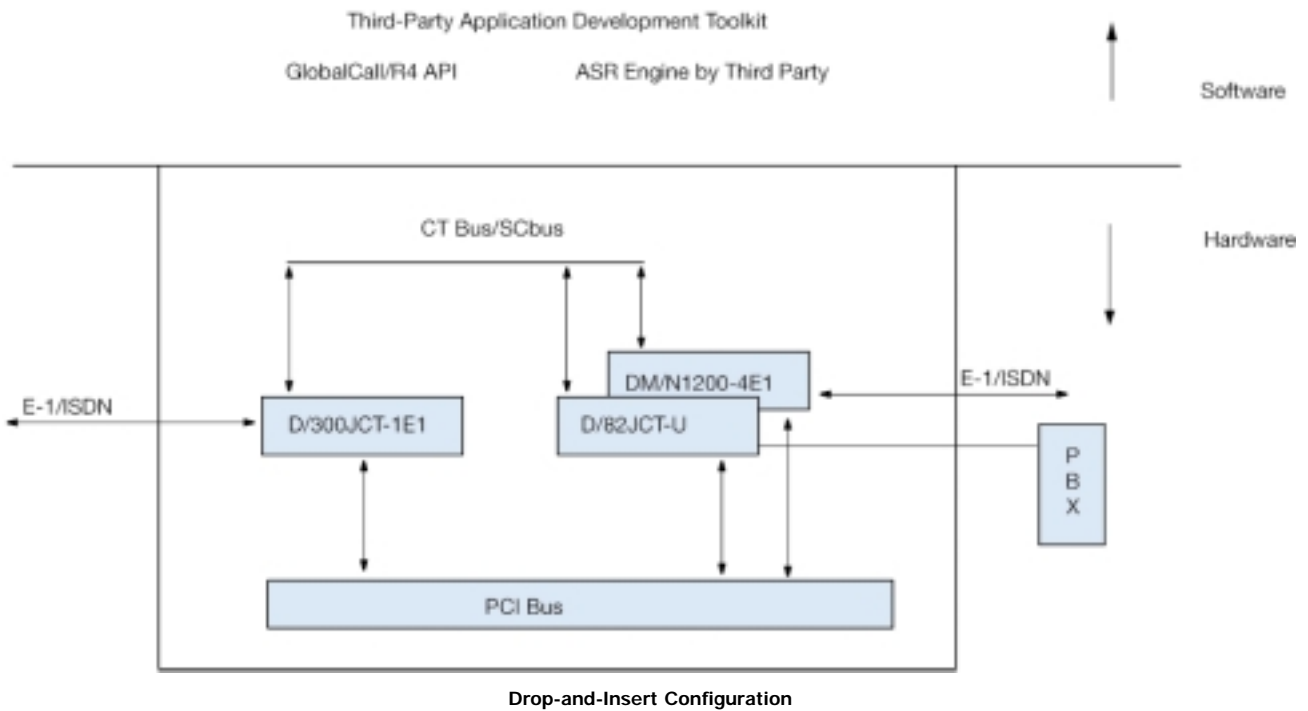 Third-Party Application Development Toolkit
GlobalCall/R4 API
ASR Engine by Third Party
Software
CT Bus/SCbus
Hardware
DM/N1200-4E1
E-1/ISDN
E-1/ISDN
D/300JCT-1E1
D/82JCT-U
P
B
X
PCI Bus
Drop-and-Insert Configuration